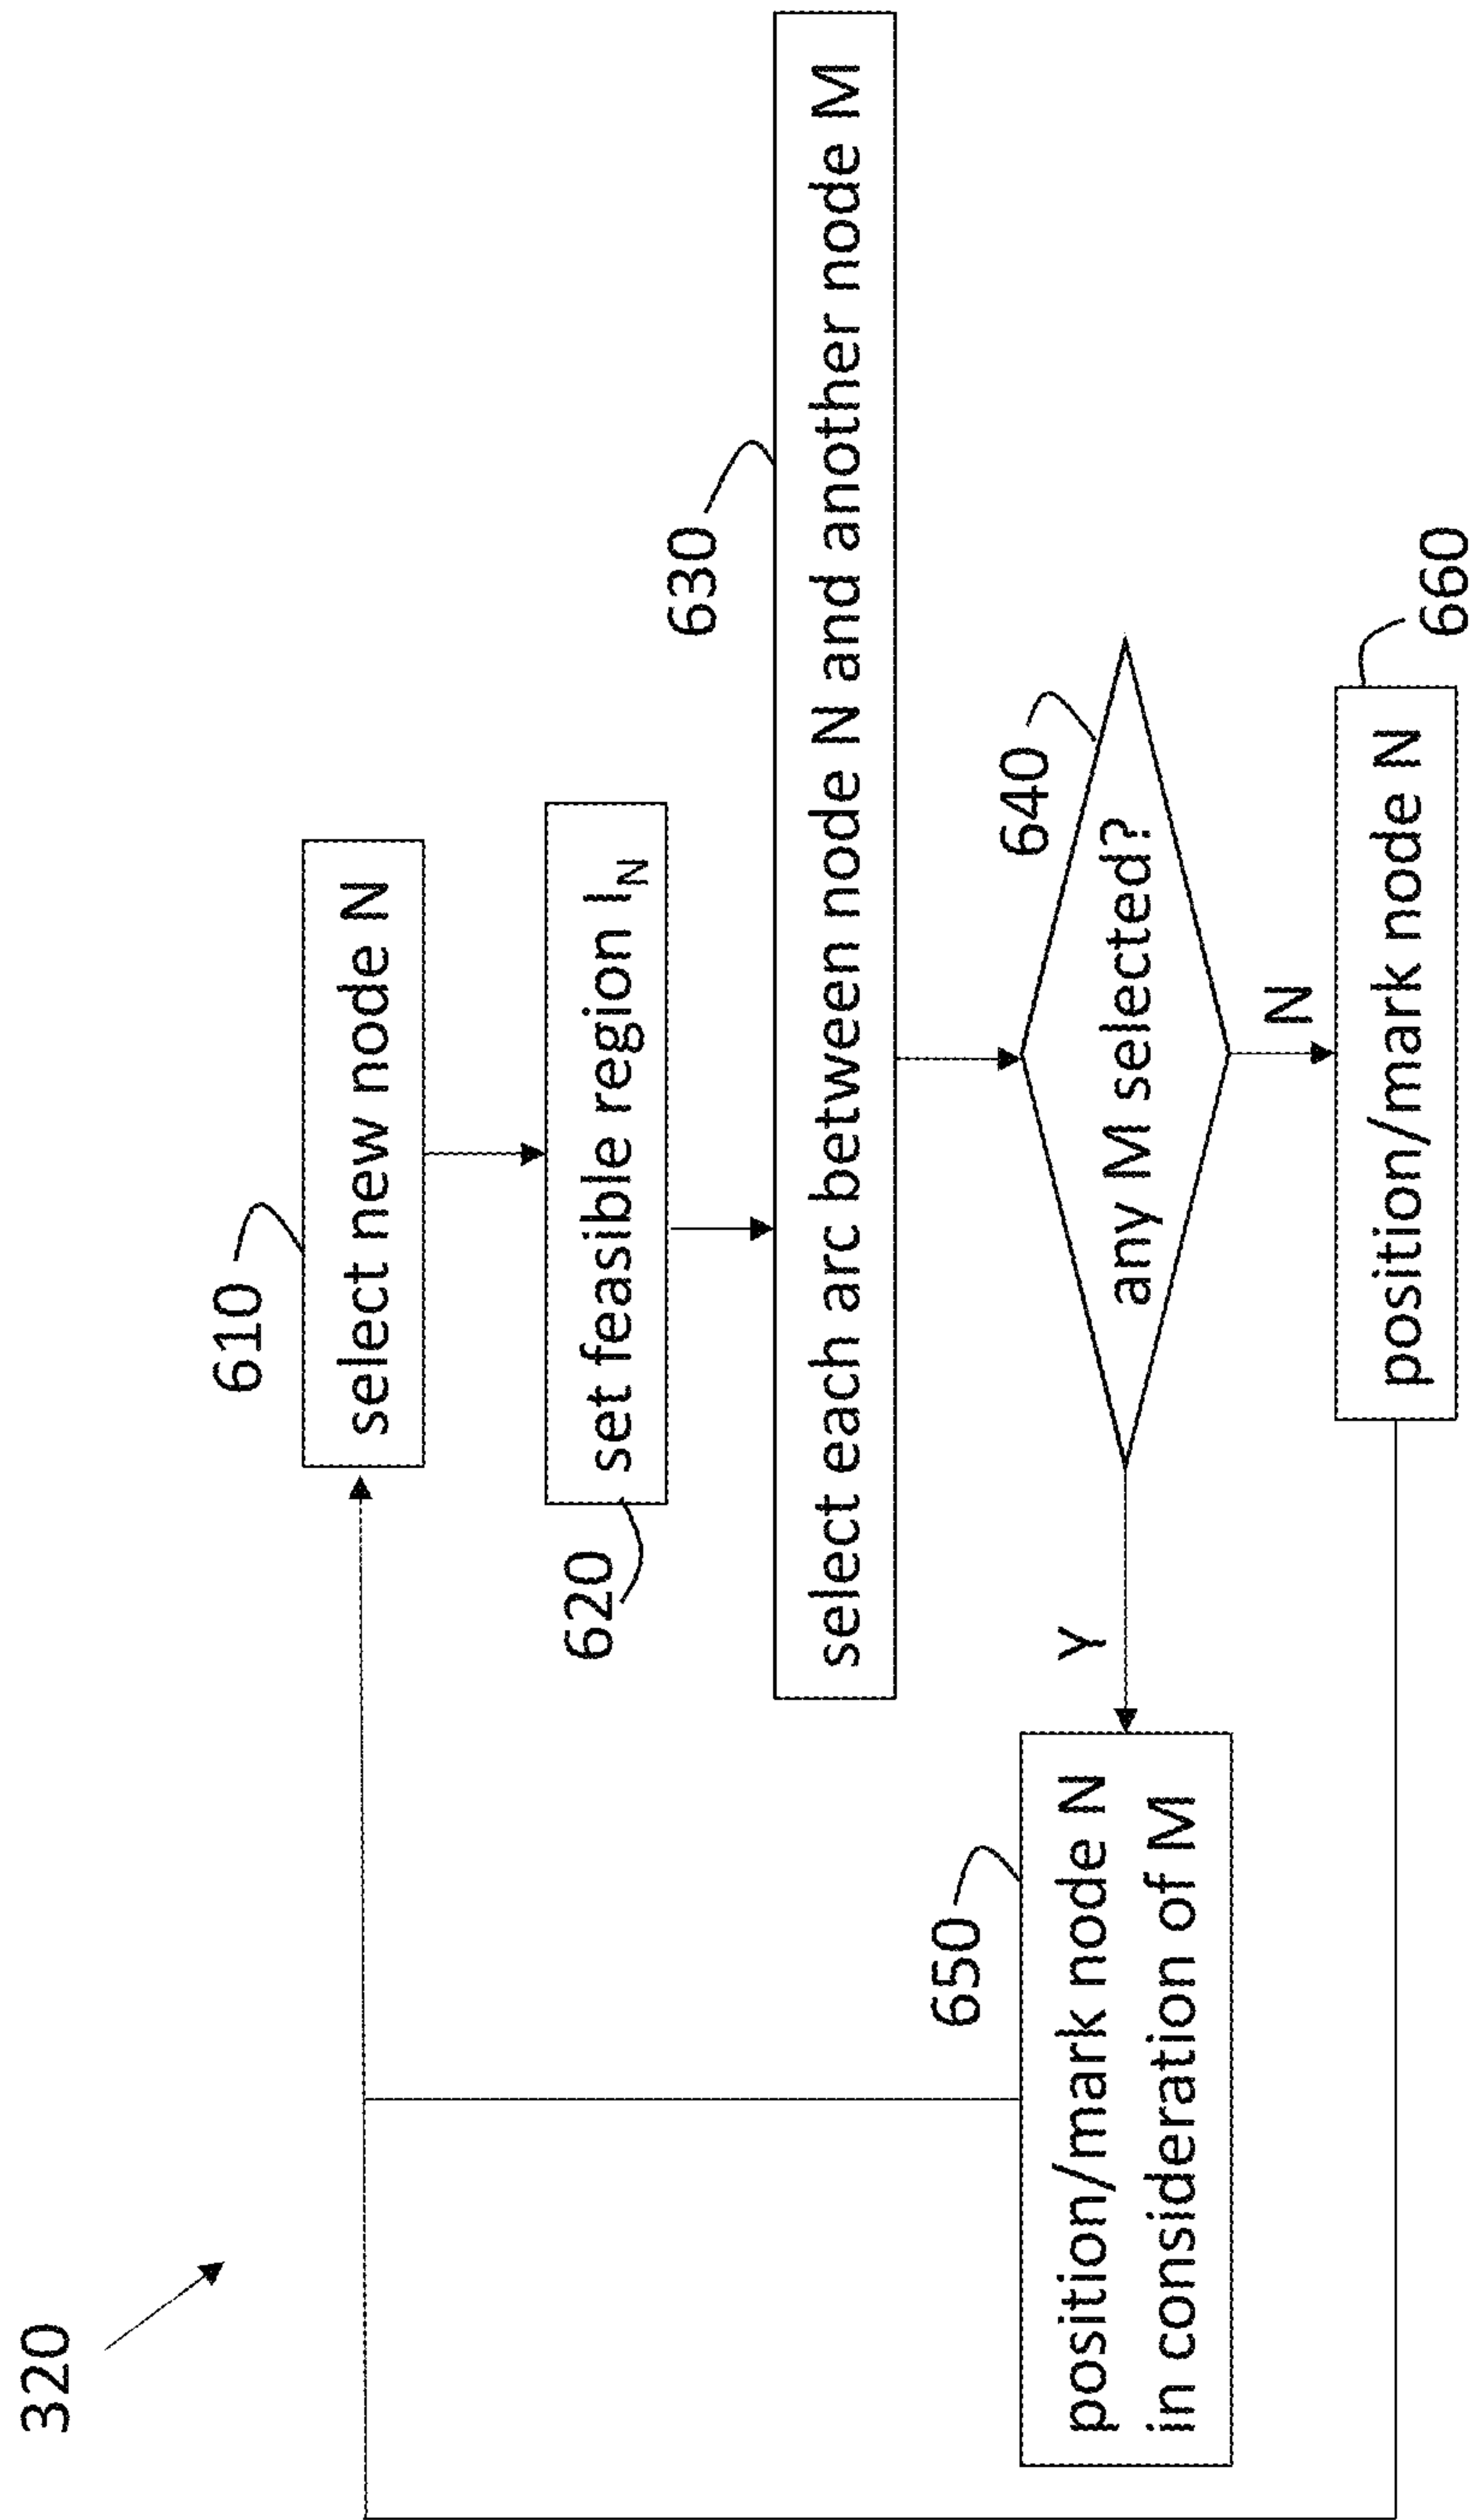 320
610
select new node N
620
set feasible region I_N
630
select each arc between node N and another node M
640
any M selected?
Y
N
650
position/mark node N
in consideration of M
660
position/mark node N